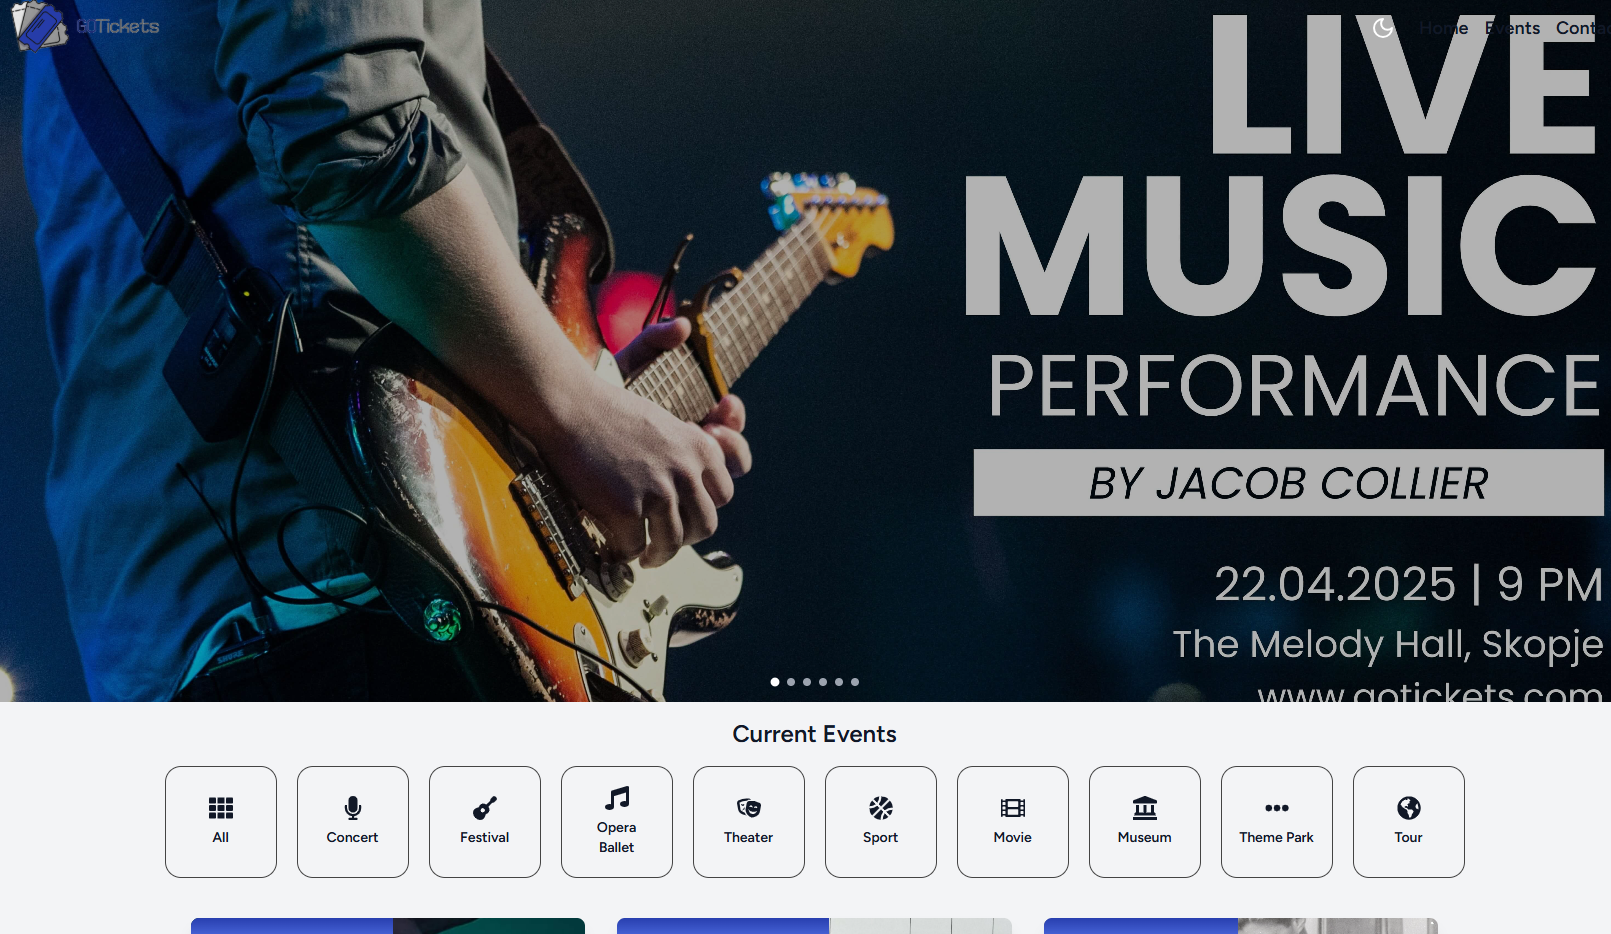 GOTickets
Home Events
LIVE
MUSIC
PERFORMANCE
BY JACOB COLLIER
22.04.2025 | 9 PM
The Melody Hall, Skopje
www.gotickets.com
Current Events
All
Concert
Festival
Opera
Ballet
Theater
Sport
Movie
Museum
Theme Park
Tour